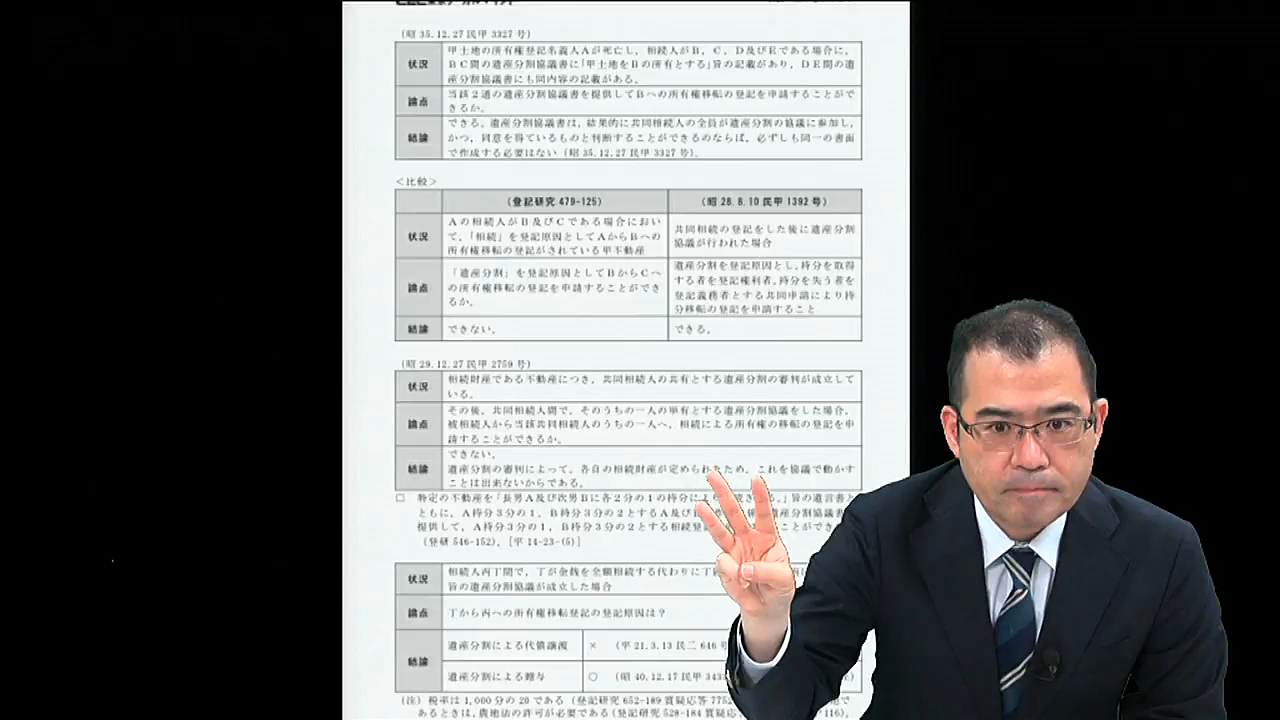 (昭 35.12.27 民甲 3327 号)
状況
甲土地の所有権登記名義人Aが死亡し，相続人がB，C，D及びEである場合に，
BC間の遺産分割協議書に「甲土地をBの所有とする」旨の記載があり，DE間の遺
産分割協議書にも同内容の記載がある。
論点
当該２通の遺産分割協議書を提供してBへの所有権移転の登記を申請することがで
きるか。
結論
できる。遺産分割協議書は，結果的に共同相続人の全員が遺産分割の協議に参加し，
かつ，同意を得ているものと判断することができるのならば，必ずしも同一の書面
で作成する必要はない（昭 35.12.27 民甲 3327 号）。
＜比較＞
(登記研究 479-125)
(昭 28.8.10 民甲 1392 号)
状況
Aの相続人がB及びCである場合におい
て，「相続」を登記原因としてAからBへの
所有権移転の登記がされている甲不動産
共同相続の登記をした後に遺産分割
協議が行われた場合
論点
「遺産分割」を登記原因としてBからCへ
の所有権移転の登記を申請することができ
るか。
遺産分割を登記原因とし，持分を取得
する者を登記権利者，持分を失う者を
登記義務者とする共同申請により持
分移転の登記を申請すること
結論
できない。
できる。
(昭 29.12.27 民甲 2759 号)
状況
相続財産である不動産につき，共同相続人の共有とする遺産分割の審判が成立して
いる。
論点
その後，共同相続人間で，そのうちの一人の単有とする遺産分割協議をした場合，
被相続人から当該共同相続人のうちの一人へ，相続による所有権の移転の登記を申
請することができるか。
結論
できない。
遺産分割の審判によって，各自の相続財産が定められたため，これを協議で動かす
ことは出来ないからである。
□ 特定の不動産を「長男A及び次男Bに各２分の１の持分に 旨の遺言書と
ともに，A持分３分の１，B持分３分の２とするA及び 遺産分割協議書
提供して，A持分３分の１，B持分３分の２とする相続登 ことができ
（登研 546-152）。［平 14-23-(5)］
状況
相続人丙丁間で，丁が金銭を全額相続する代わりに丁
旨の遺産分割協議が成立した場合
論点
丁から丙への所有権移転登記の登記原因は？
結論
遺産分割による代償譲渡
× （平 21.3.13 民二 646 号
遺産分割による贈与
○ （昭 40.12.17 民甲 343
（注）税率は 1,000 分の 20 である（登記研究 652-189 質疑応答 775
あるときは，農地法の許可が必要である（登記研究 528-184 質疑応 116）。